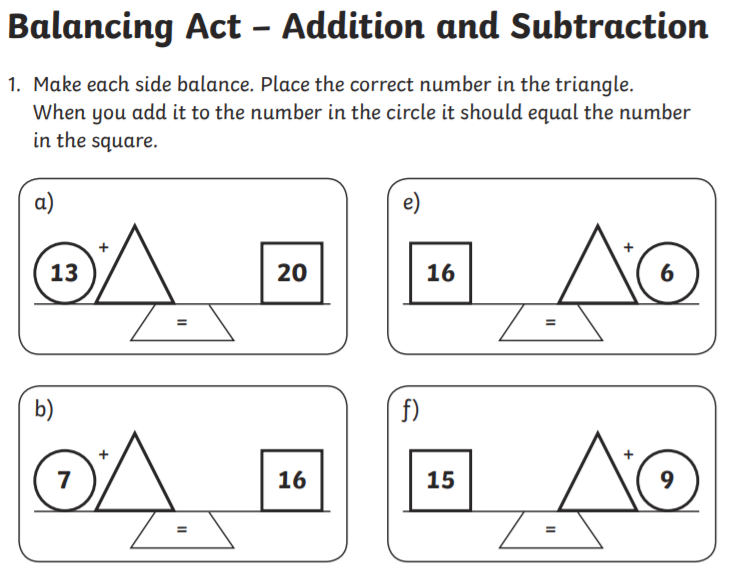 Balancing Act – Addition and Subtraction
1. Make each side balance. Place the correct number in the triangle.
When you add it to the number in the circle it should equal the number
in the square.
a)
13 + 20
=
e)
16 + 6
=
b)
7 + 16
=
f)
15 + 9
=